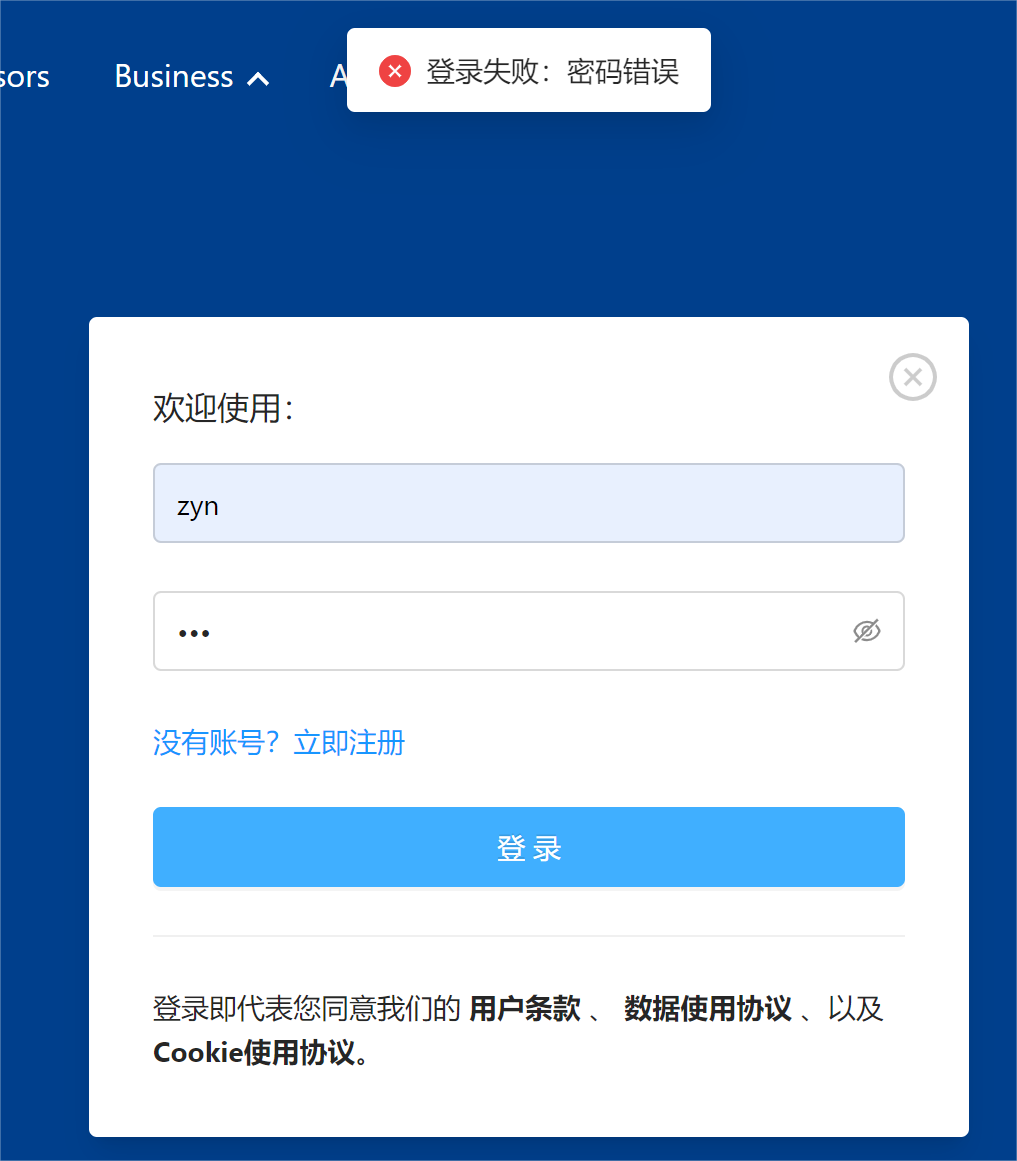 sors Business A
登录失败：密码错误
欢迎使用：
zyn
•••
没有账号？立即注册
登 录
登录即代表您同意我们的 用户条款 、 数据使用协议 、以及
Cookie使用协议。